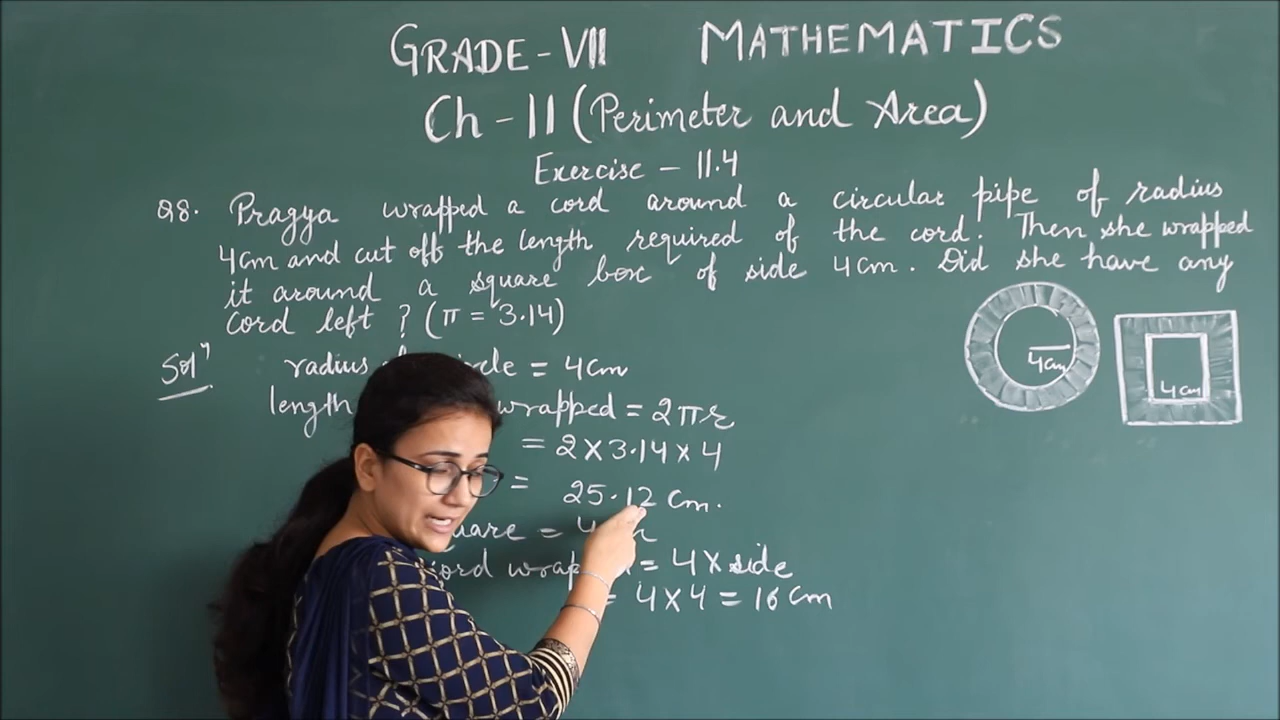 GRADE-VII MATHEMATICS
Ch-11 (Perimeter and Area)
Exercise - 11.4
Q8. Pragya wrapped a cord around a circular pipe of radius
4cm and cut off the length required of the cord. Then she wrapped
it around a square box of side 4cm. Did she have any
cord left ? (π = 3.14)
Solⁿ radius = 4cm
length wrapped = 2πr
= 2×3.14×4
= 25.12 cm.
=
cord = 4×side
= 4×4 = 16cm
4cm
4cm